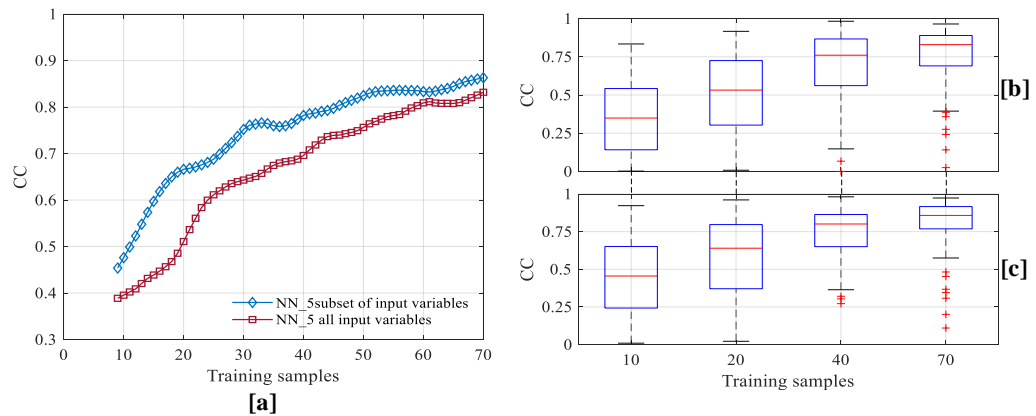 1
0.9
0.8
0.7
0.6
0.5
0.4
0.3
CC
0 10 20 30 40 50 60 70
Training samples
NN_5subset of input variables
NN_5 all input variables
[a]
1
0.75
0.5
0.25
0
CC
[b]
1
0.75
0.5
0.25
0
CC
[c]
10 20 40 70
Training samples